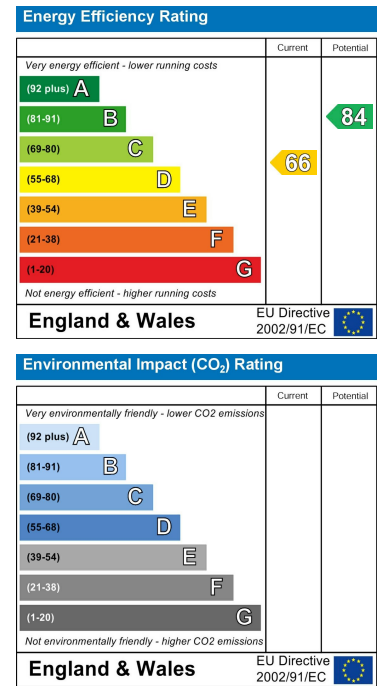 Energy Efficiency Rating
Current Potential
Very energy efficient - lower running costs
(92 plus) A
(81-91) B
84
(69-80) C
66
(55-68) D
(39-54) E
(21-38) F
(1-20) G
Not energy efficient - higher running costs
England & Wales
EU Directive
2002/91/EC
Environmental Impact (CO₂) Rating
Current Potential
Very environmentally friendly - lower CO2 emissions
(92 plus) A
(81-91) B
(69-80) C
(55-68) D
(39-54) E
(21-38) F
(1-20) G
Not environmentally friendly - higher CO2 emissions
England & Wales
EU Directive
2002/91/EC